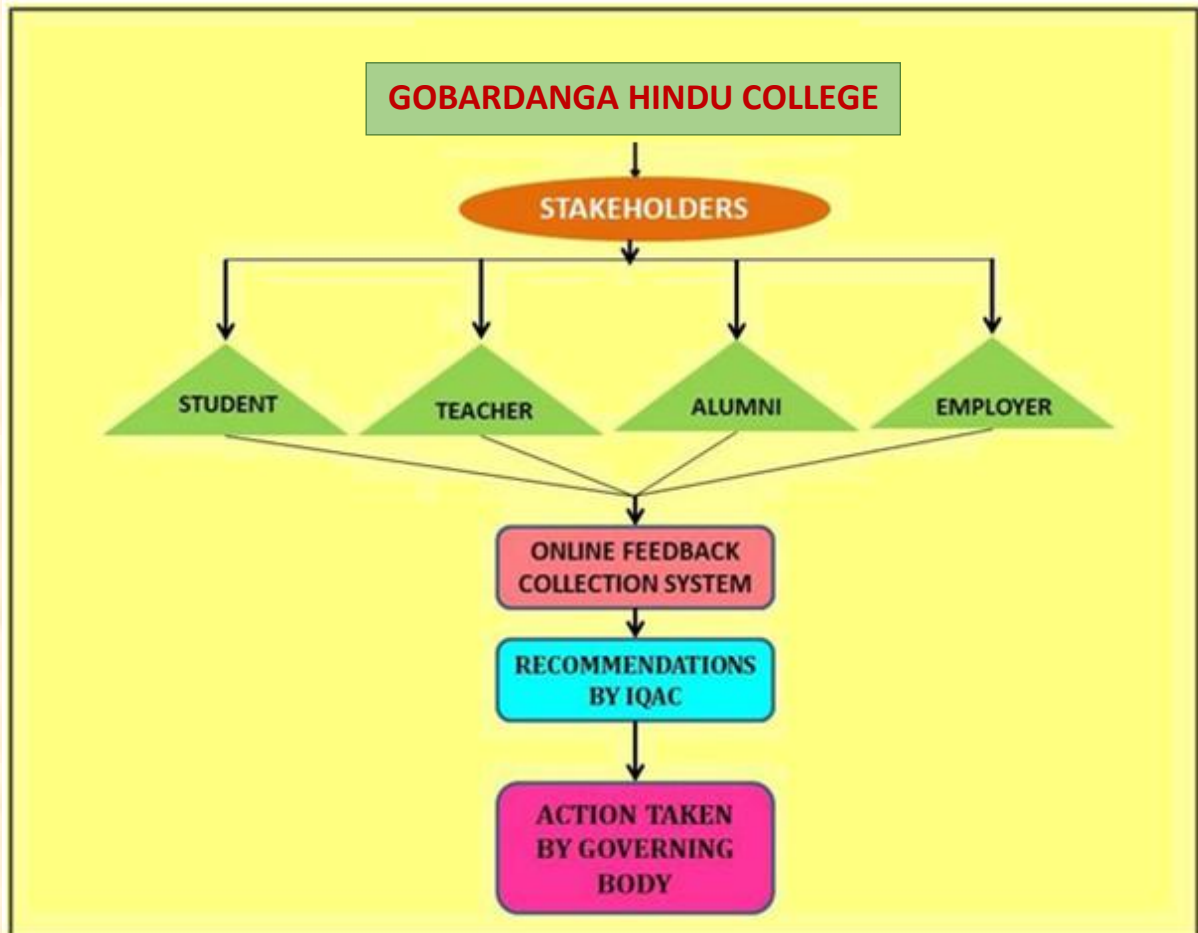 GOBARDANGA HINDU COLLEGE
STAKEHOLDERS
STUDENT
TEACHER
ALUMNI
EMPLOYER
ONLINE FEEDBACK
COLLECTION SYSTEM
RECOMMENDATIONS
BY IQAC
ACTION TAKEN
BY GOVERNING
BODY